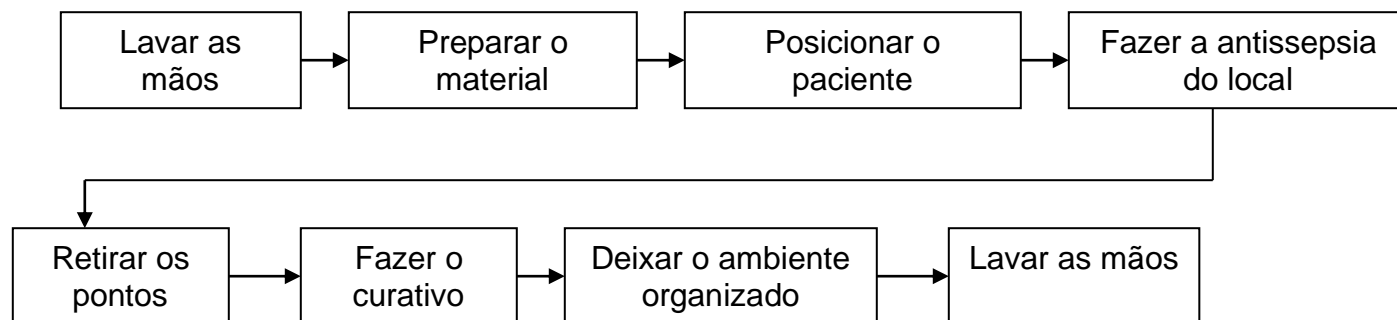 Lavar as
mãos
Preparar o
material
Posicionar o
paciente
Fazer a antissepsia
do local
Retirar os
pontos
Fazer o
curativo
Deixar o ambiente
organizado
Lavar as mãos